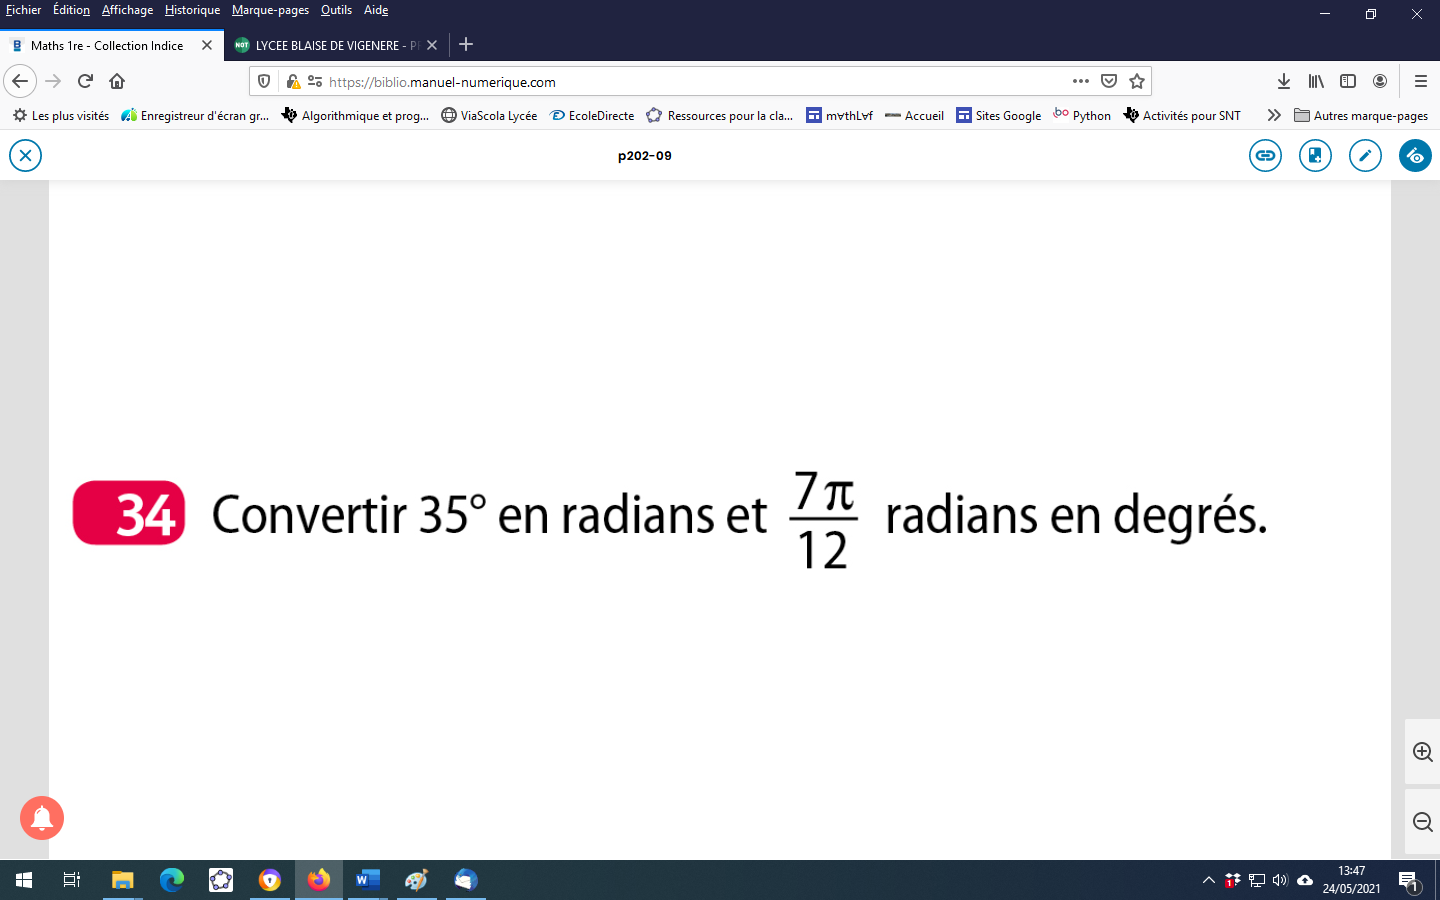 Fichier Édition Affichage Historique Marque-pages Outils Aide
Maths 1re - Collection Indice
LYCEE BLAISE DE VIGENERE - P
https://biblio.manuel-numerique.com
Les plus visités Enregistreur d'écran gr... Algorithmique et prog... ViaScola Lycée EcoleDirecte Ressources pour la cla... m∀thL∀f Accueil Sites Google Python Activités pour SNT Autres marque-pages
p202-09
34 Convertir 35° en radians et 7π/12 radians en degrés.
13:47
24/05/2021